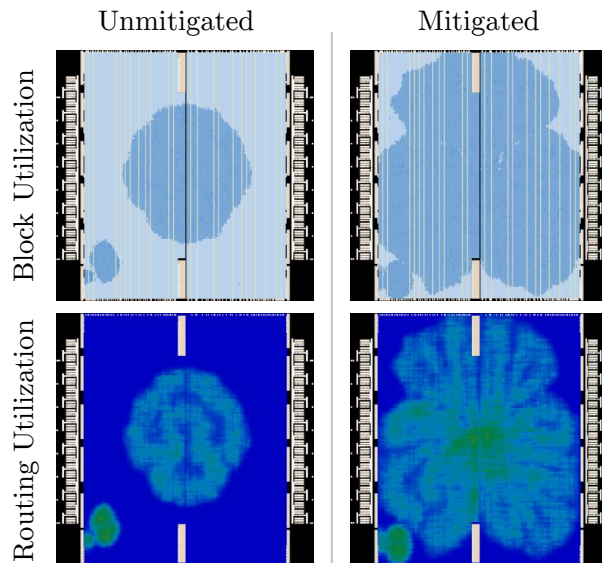 Unmitigated
Mitigated
Block Utilization
Routing Utilization